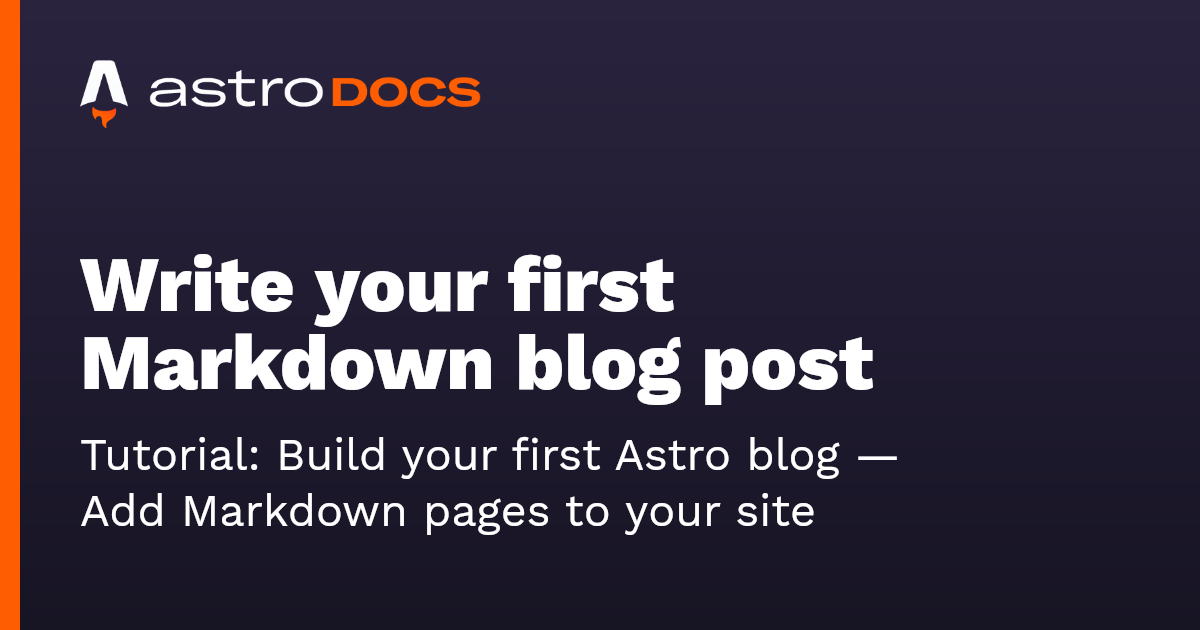 astro DOCS
Write your first
Markdown blog post
Tutorial: Build your first Astro blog —
Add Markdown pages to your site